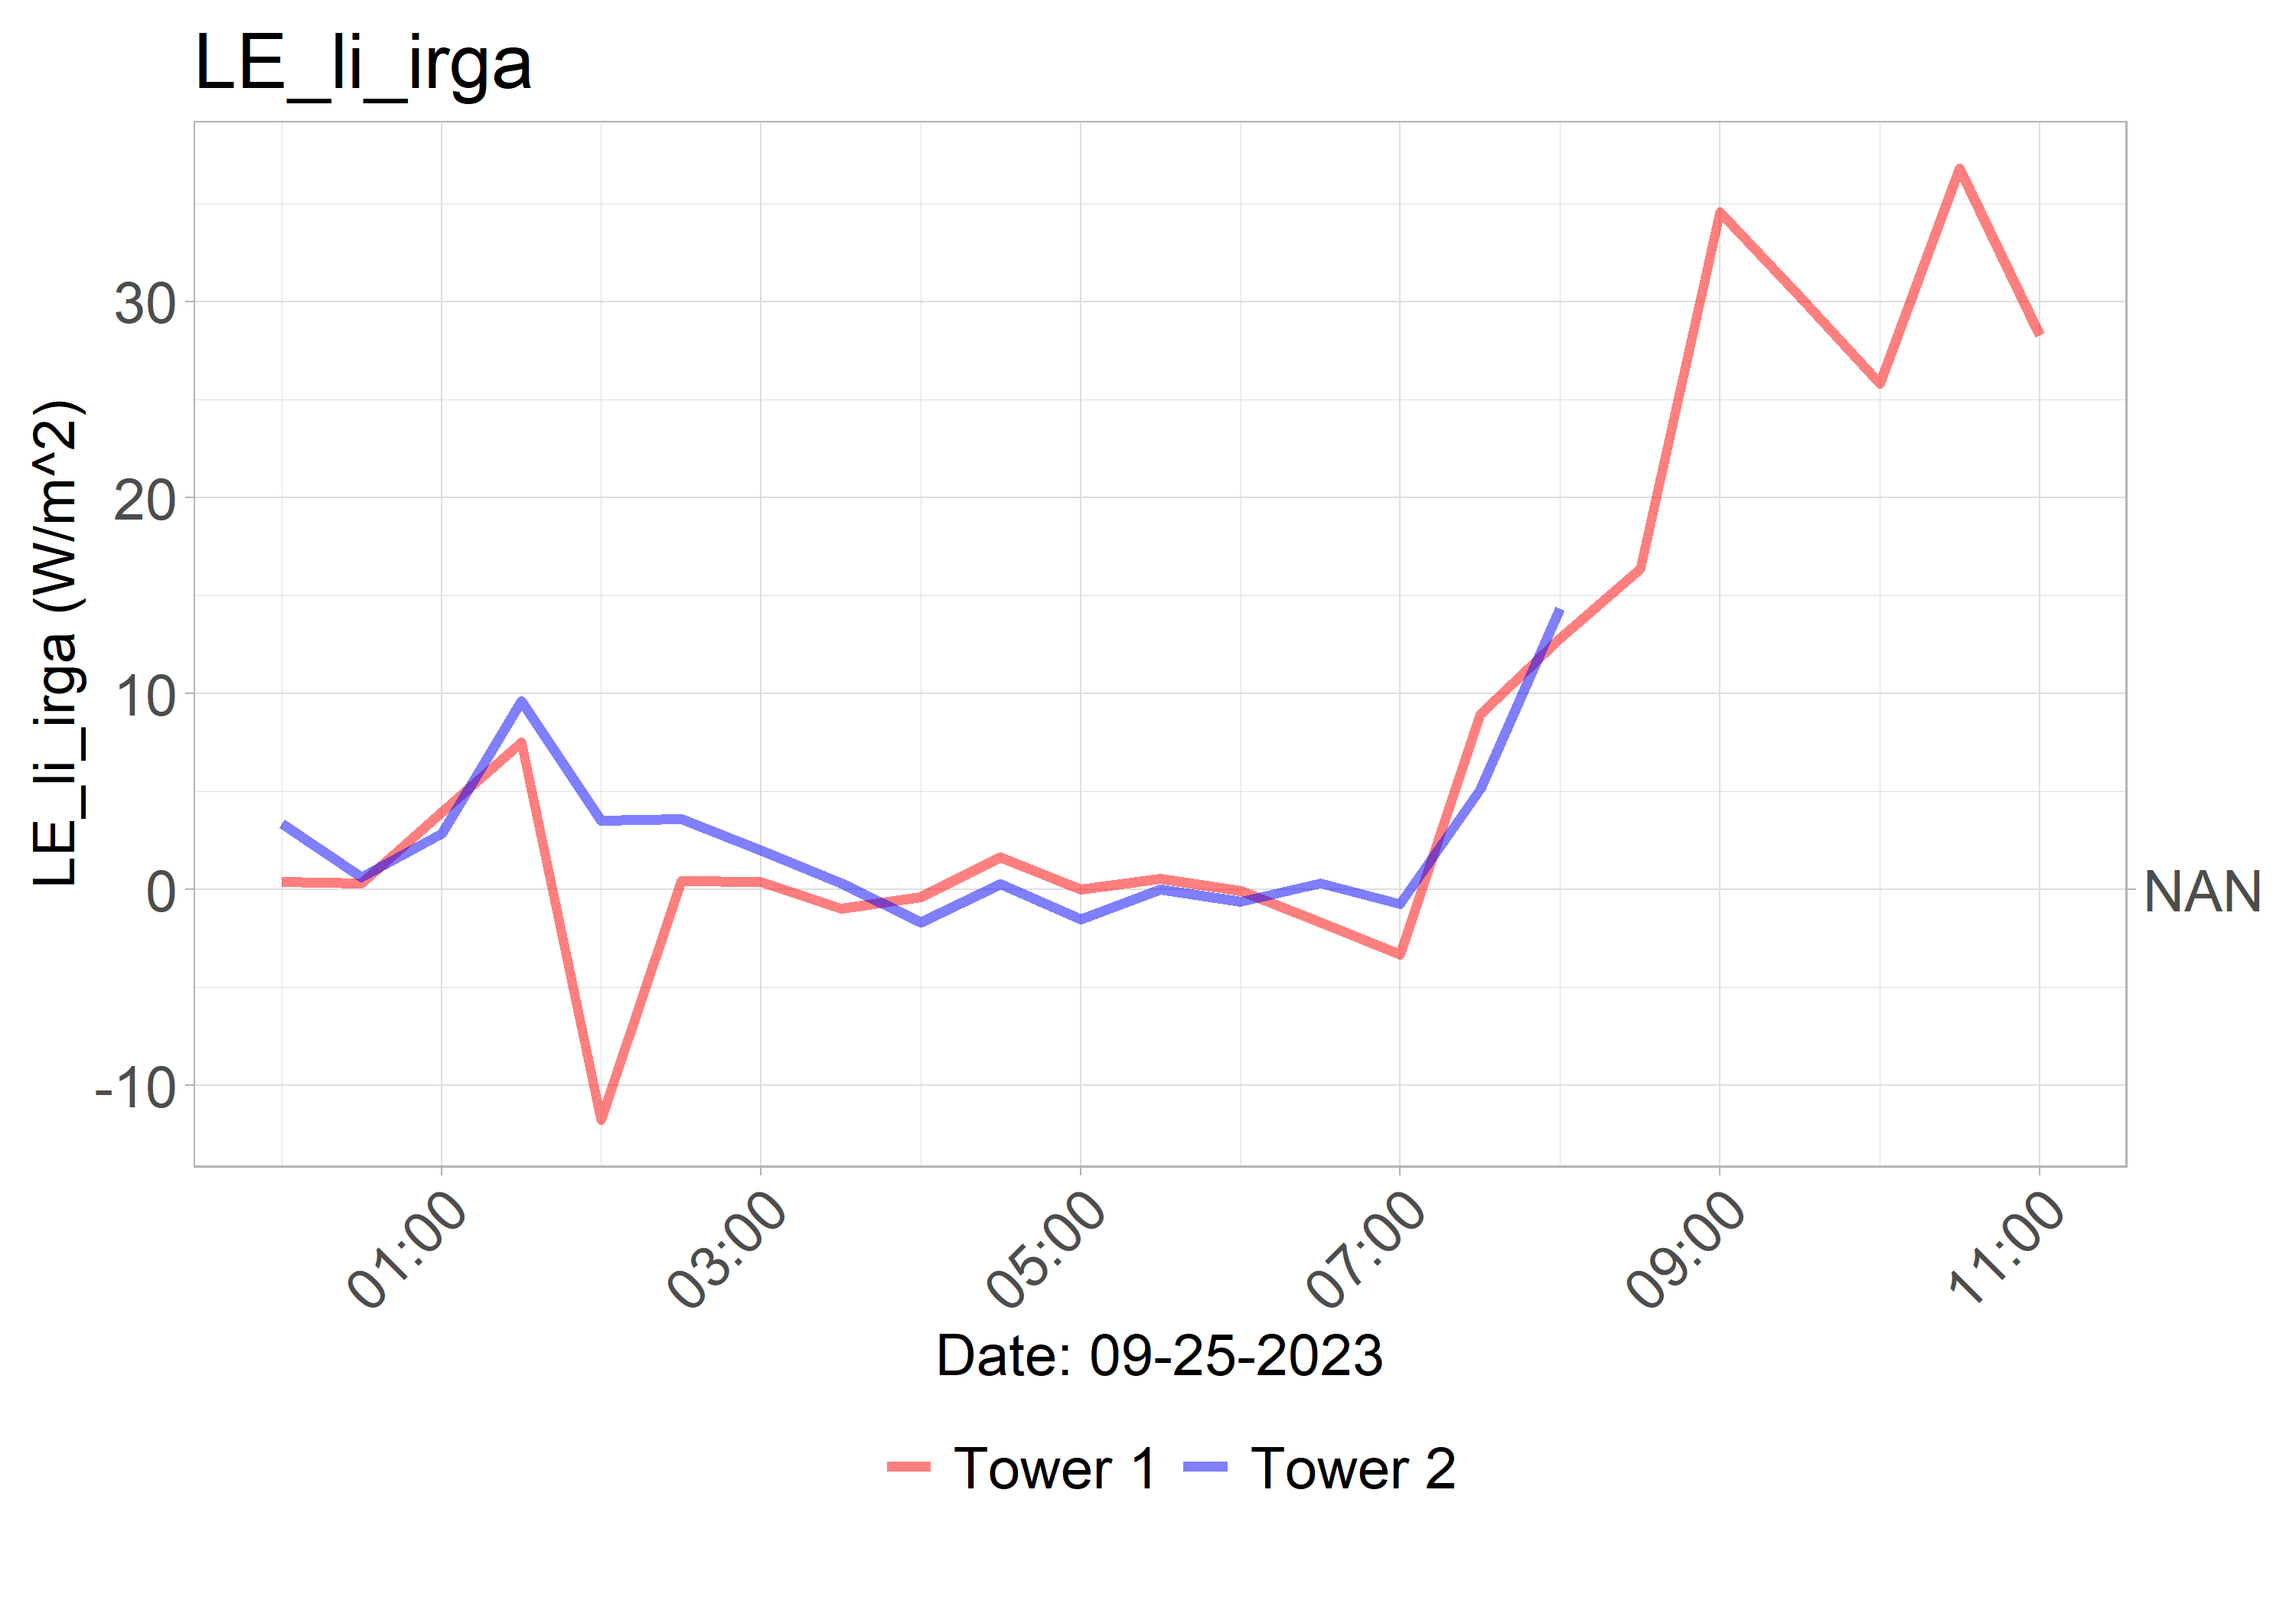 LE_li_irga
LE_li_irga (W/m^2)
30
20
10
0
-10
NAN
01:00
03:00
05:00
07:00
09:00
11:00
Date: 09-25-2023
Tower 1
Tower 2